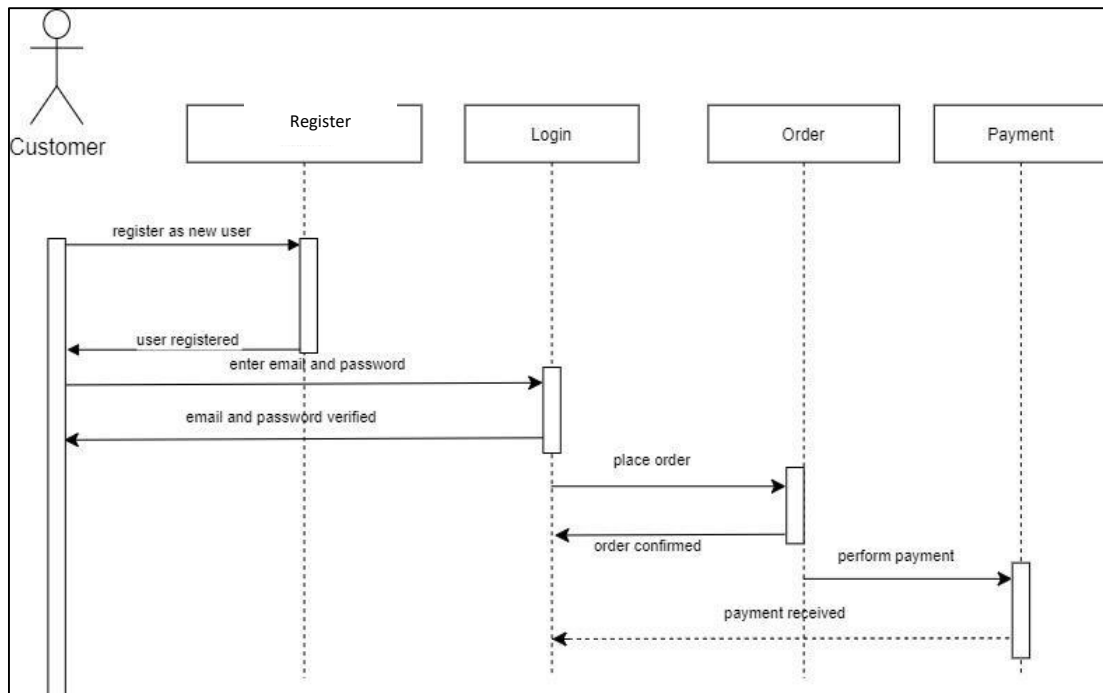 Customer
Register
Login
Order
Payment
register as new user
user registered
enter email and password
email and password verified
place order
order confirmed
perform payment
payment received